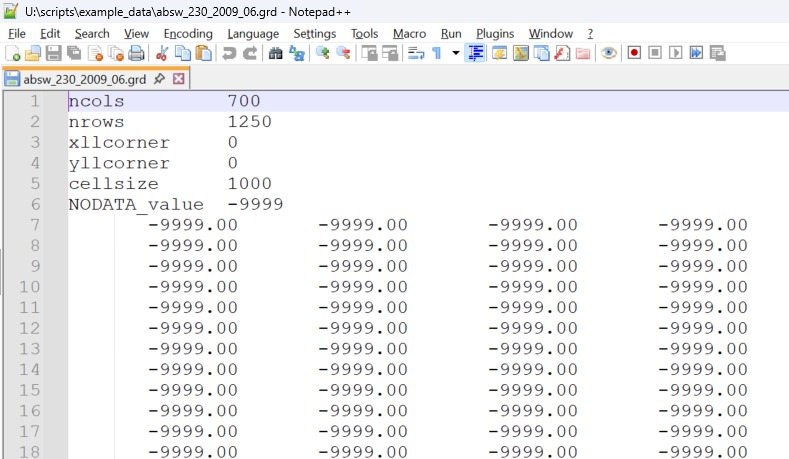 U:\scripts\example_data\absw_230_2009_06.grd - Notepad++
File Edit Search View Encoding Language Settings Tools Macro Run Plugins Window ?
absw_230_2009_06.grd
1 ncols 700
2 nrows 1250
3 xllcorner 0
4 yllcorner 0
5 cellsize 1000
6 NODATA_value -9999
7 -9999.00 -9999.00 -9999.00 -9999.00
8 -9999.00 -9999.00 -9999.00 -9999.00
9 -9999.00 -9999.00 -9999.00 -9999.00
10 -9999.00 -9999.00 -9999.00 -9999.00
11 -9999.00 -9999.00 -9999.00 -9999.00
12 -9999.00 -9999.00 -9999.00 -9999.00
13 -9999.00 -9999.00 -9999.00 -9999.00
14 -9999.00 -9999.00 -9999.00 -9999.00
15 -9999.00 -9999.00 -9999.00 -9999.00
16 -9999.00 -9999.00 -9999.00 -9999.00
17 -9999.00 -9999.00 -9999.00 -9999.00
18 -9999.00 -9999.00 -9999.00 -9999.00